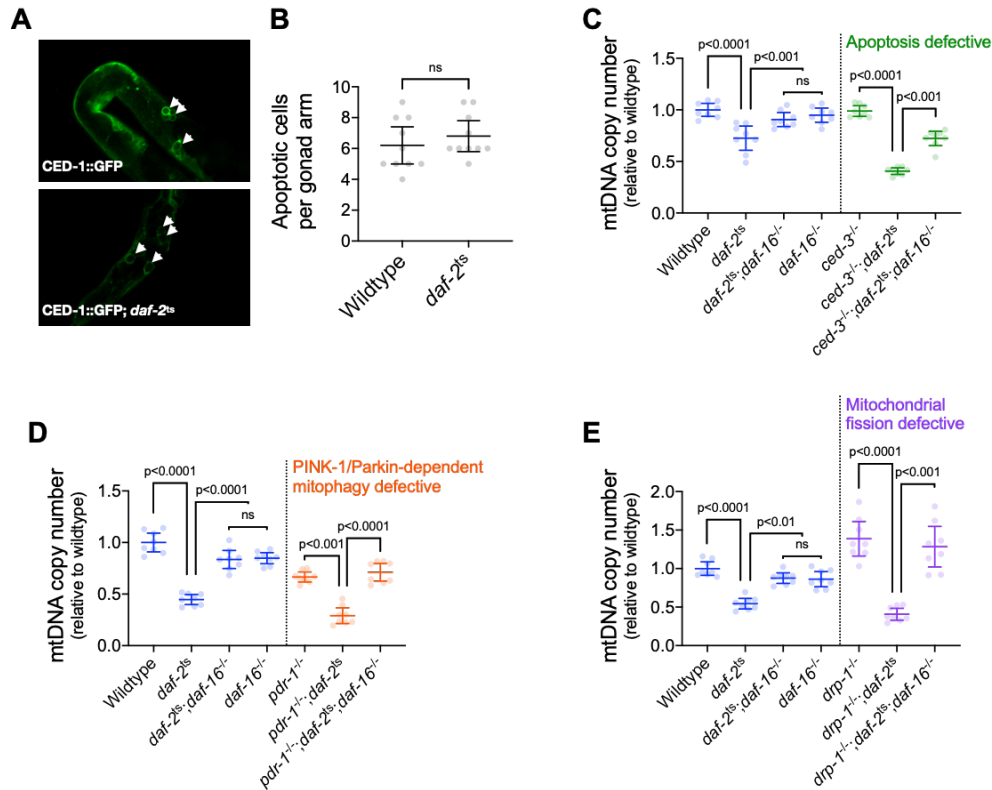 A
CED-1::GFP
CED-1::GFP; daf-2ts
B
Apoptotic cells
per gonad arm
10
8
6
4
2
0
ns
Wildtype
daf-2ts
C
mtDNA copy number
(relative to wildtype)
1.5
1.0
0.5
0.0
p<0.0001
p<0.001
ns
Apoptosis defective
p<0.0001
p<0.001
Wildtype
daf-2ts
daf-2ts;daf-16-/-
daf-16-/-
ced-3-/-
ced-3-/-;daf-2ts
ced-3-/-;daf-2ts;daf-16-/-
D
mtDNA copy number
(relative to wildtype)
1.5
1.0
0.5
0.0
p<0.0001
p<0.0001
ns
PINK-1/Parkin-dependent
mitophagy defective
p<0.001
p<0.0001
Wildtype
daf-2ts
daf-2ts;daf-16-/-
daf-16-/-
pdr-1-/-
pdr-1-/-;daf-2ts
pdr-1-/-;daf-2ts;daf-16-/-
E
mtDNA copy number
(relative to wildtype)
2.0
1.5
1.0
0.5
0.0
p<0.0001
p<0.01
ns
Mitochondrial
fission defective
p<0.0001
p<0.001
Wildtype
daf-2ts
daf-2ts;daf-16-/-
daf-16-/-
drp-1-/-
drp-1-/-;daf-2ts
drp-1-/-;daf-2ts;daf-16-/-